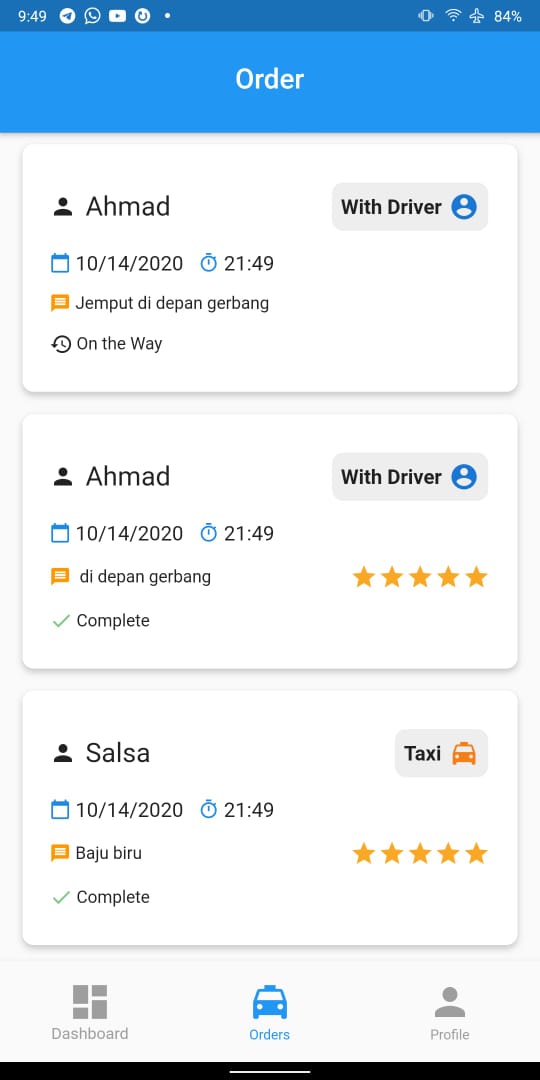 9:49 84%
Order
Ahmad With Driver
10/14/2020 21:49
Jemput di depan gerbang
On the Way
Ahmad With Driver
10/14/2020 21:49
di depan gerbang
Complete
Salsa Taxi
10/14/2020 21:49
Baju biru
Complete
Dashboard Orders Profile